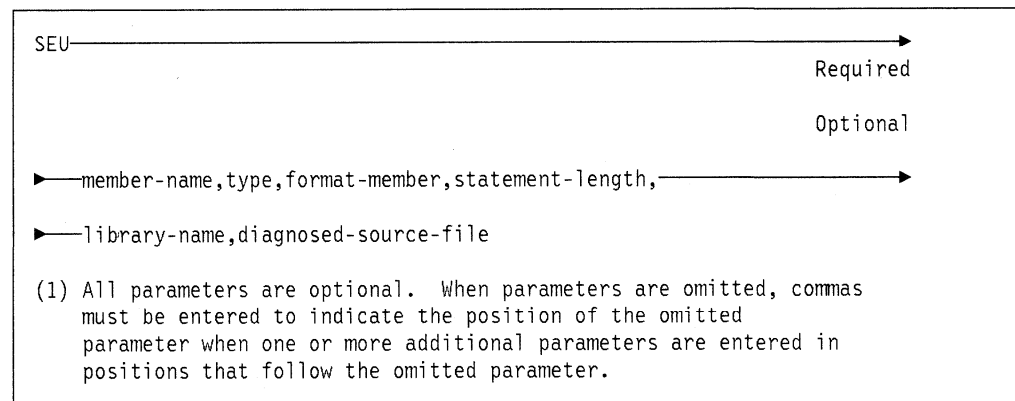 SEU
Required
Optional
member-name,type,format-member,statement-length,
library-name,diagnosed-source-file
(1) All parameters are optional. When parameters are omitted, commas
must be entered to indicate the position of the omitted
parameter when one or more additional parameters are entered in
positions that follow the omitted parameter.